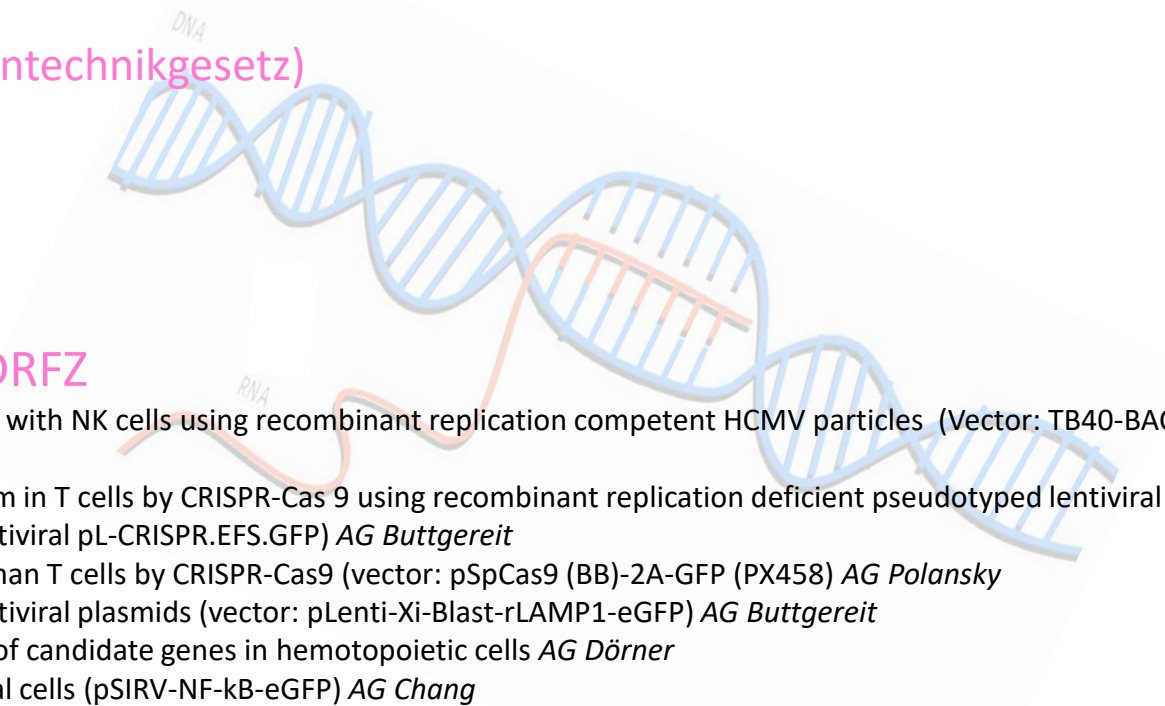 DNA
ntechnikgesetz)
DRFZ
RNA
with NK cells using recombinant replication competent HCMV particles (Vector: TB40-BAC
m in T cells by CRISPR-Cas 9 using recombinant replication deficient pseudotyped lentiviral
tiviral pL-CRISPR.EFS.GFP) AG Buttgereit
nan T cells by CRISPR-Cas9 (vector: pSpCas9 (BB)-2A-GFP (PX458) AG Polansky
ntiviral plasmids (vector: pLenti-Xi-Blast-rLAMP1-eGFP) AG Buttgereit
of candidate genes in hemotopoietic cells AG Dörner
al cells (pSIRV-NF-kB-eGFP) AG Chang